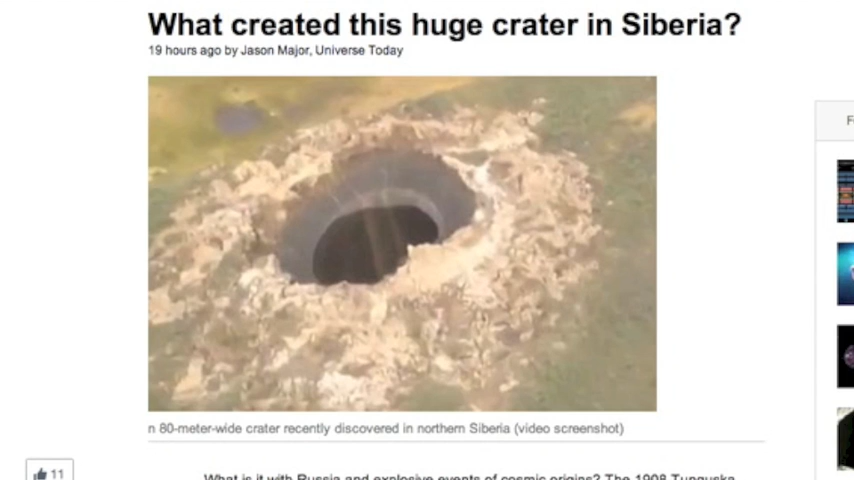 What created this huge crater in Siberia?
19 hours ago by Jason Major, Universe Today
F
n 80-meter-wide crater recently discovered in northern Siberia (video screenshot)
11
What is it with Russia and explosive events of cosmic origins? The 1908 Tunguska